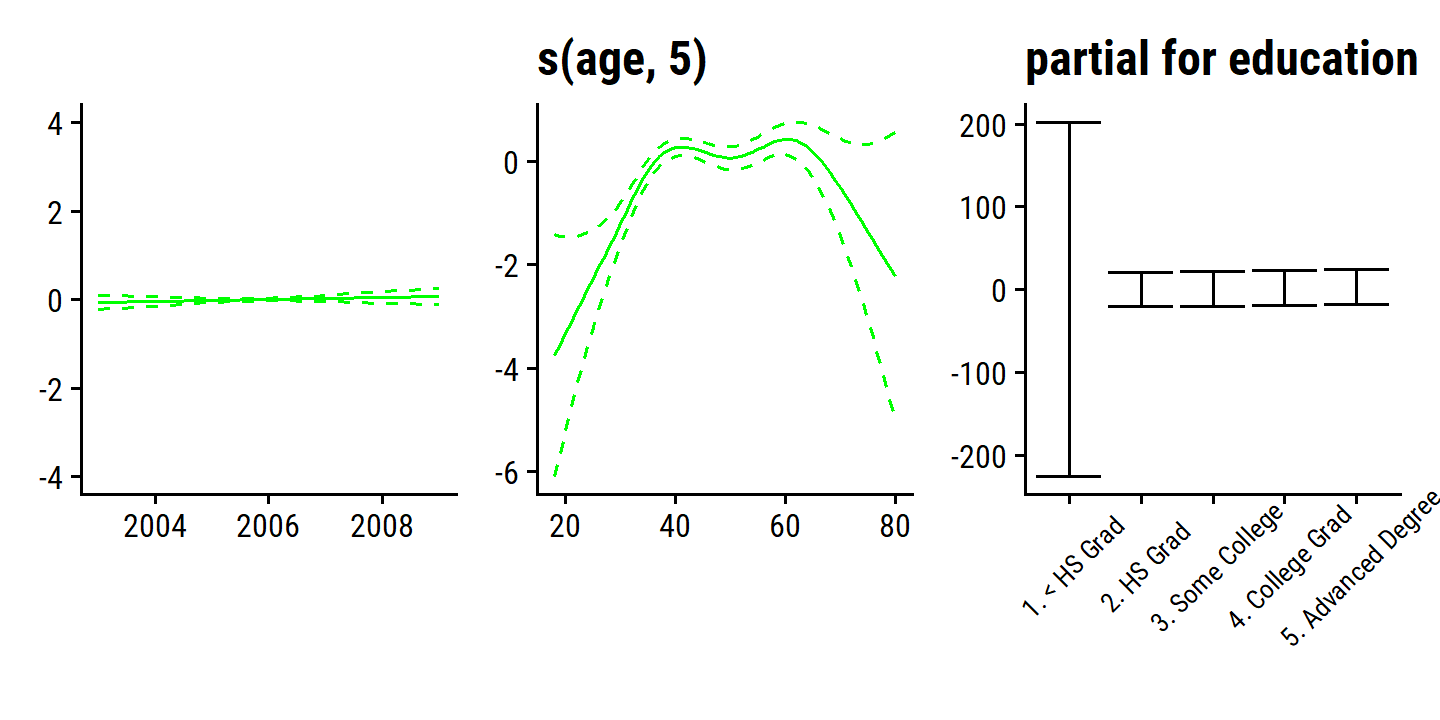 s(age, 5)
partial for education
4
2
0
-2
-4
2004 2006 2008
0
-2
-4
-6
20 40 60 80
200
100
0
-100
-200
1. < HS Grad
2. HS Grad
3. Some College
4. College Grad
5. Advanced Degree